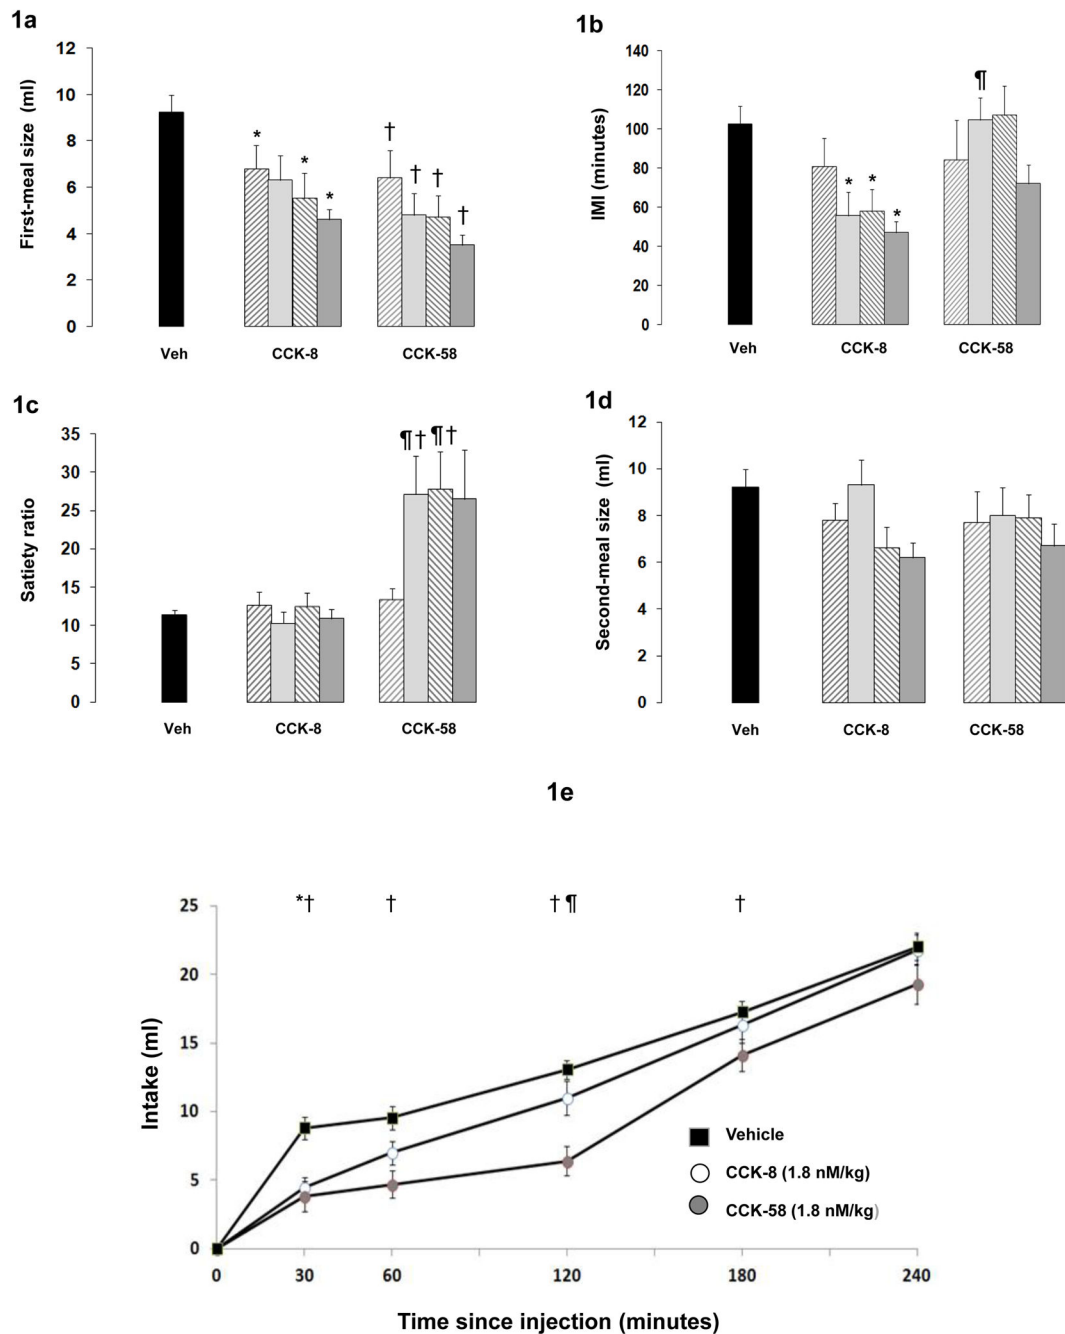 1a
First-meal size (ml)
12
10
8
6
4
2
0
* * *
† † † †
Veh
CCK-8
CCK-58
1b
IMI (minutes)
140
120
100
80
60
40
20
0
* * *
¶
Veh
CCK-8
CCK-58
1c
Satiety ratio
35
30
25
20
15
10
5
0
¶† ¶†
Veh
CCK-8
CCK-58
1d
Second-meal size (ml)
12
10
8
6
4
2
0
Veh
CCK-8
CCK-58
1e
*† † † ¶ †
Intake (ml)
25
20
15
10
5
0
Vehicle
CCK-8 (1.8 nM/kg)
CCK-58 (1.8 nM/kg)
0 30 60 120 180 240
Time since injection (minutes)